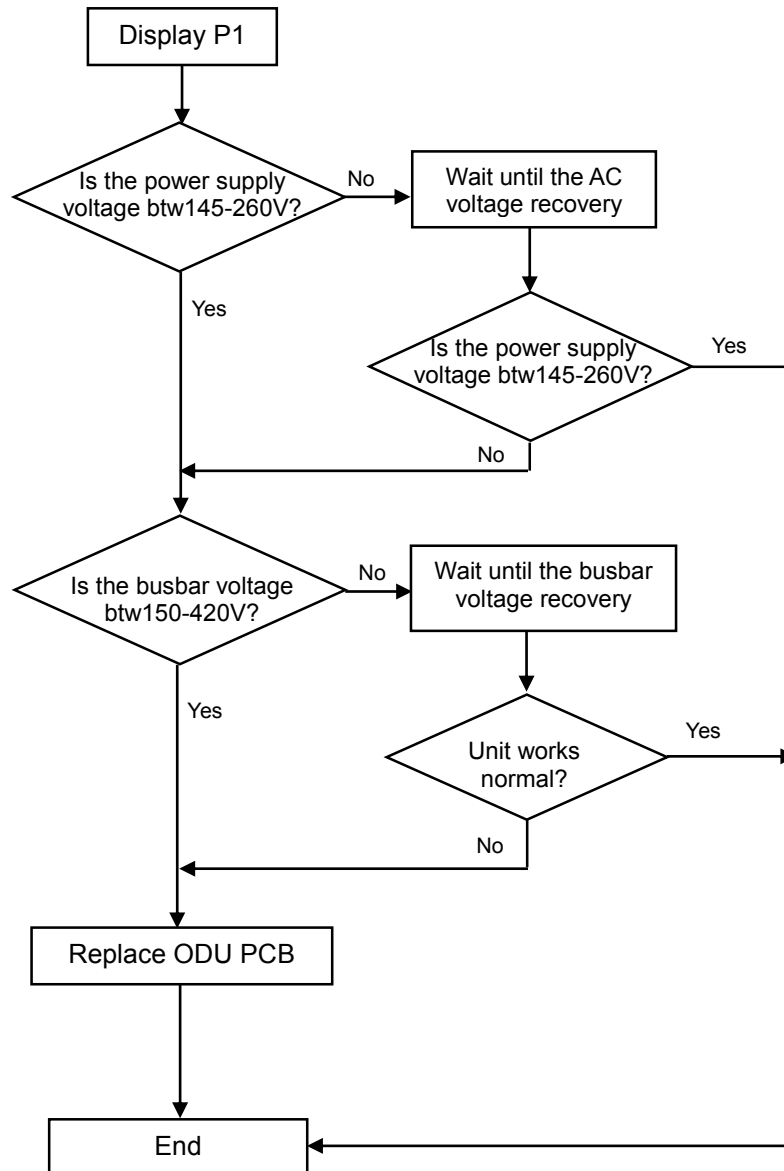 Display P1
Is the power supply
voltage btw145-260V?
No
Wait until the AC
voltage recovery
Yes
Is the power supply
voltage btw145-260V?
Yes
No
Is the busbar voltage
btw150-420V?
No
Wait until the busbar
voltage recovery
Yes
Unit works
normal?
Yes
No
Replace ODU PCB
End